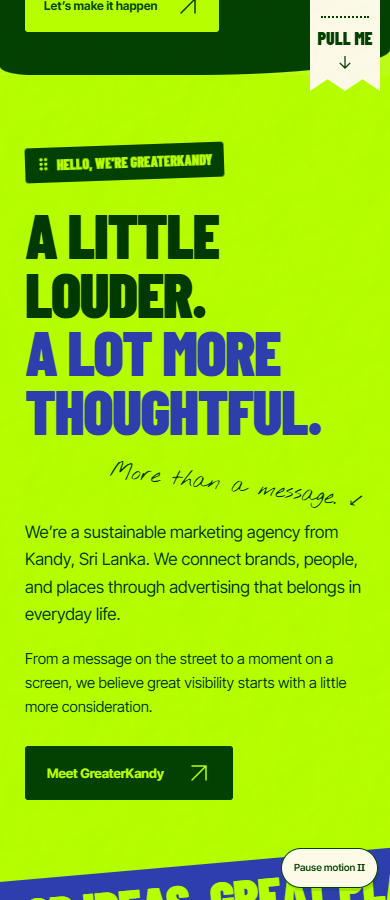 Let's make it happen
PULL ME
HELLO, WE'RE GREATERKANDY
A LITTLE
LOUDER.
A LOT MORE
THOUGHTFUL.
More than a message.
We're a sustainable marketing agency from
Kandy, Sri Lanka. We connect brands, people,
and places through advertising that belongs in
everyday life.
From a message on the street to a moment on a
screen, we believe great visibility starts with a little
more consideration.
Meet GreaterKandy
Pause motion II
IDEAS. GREAT